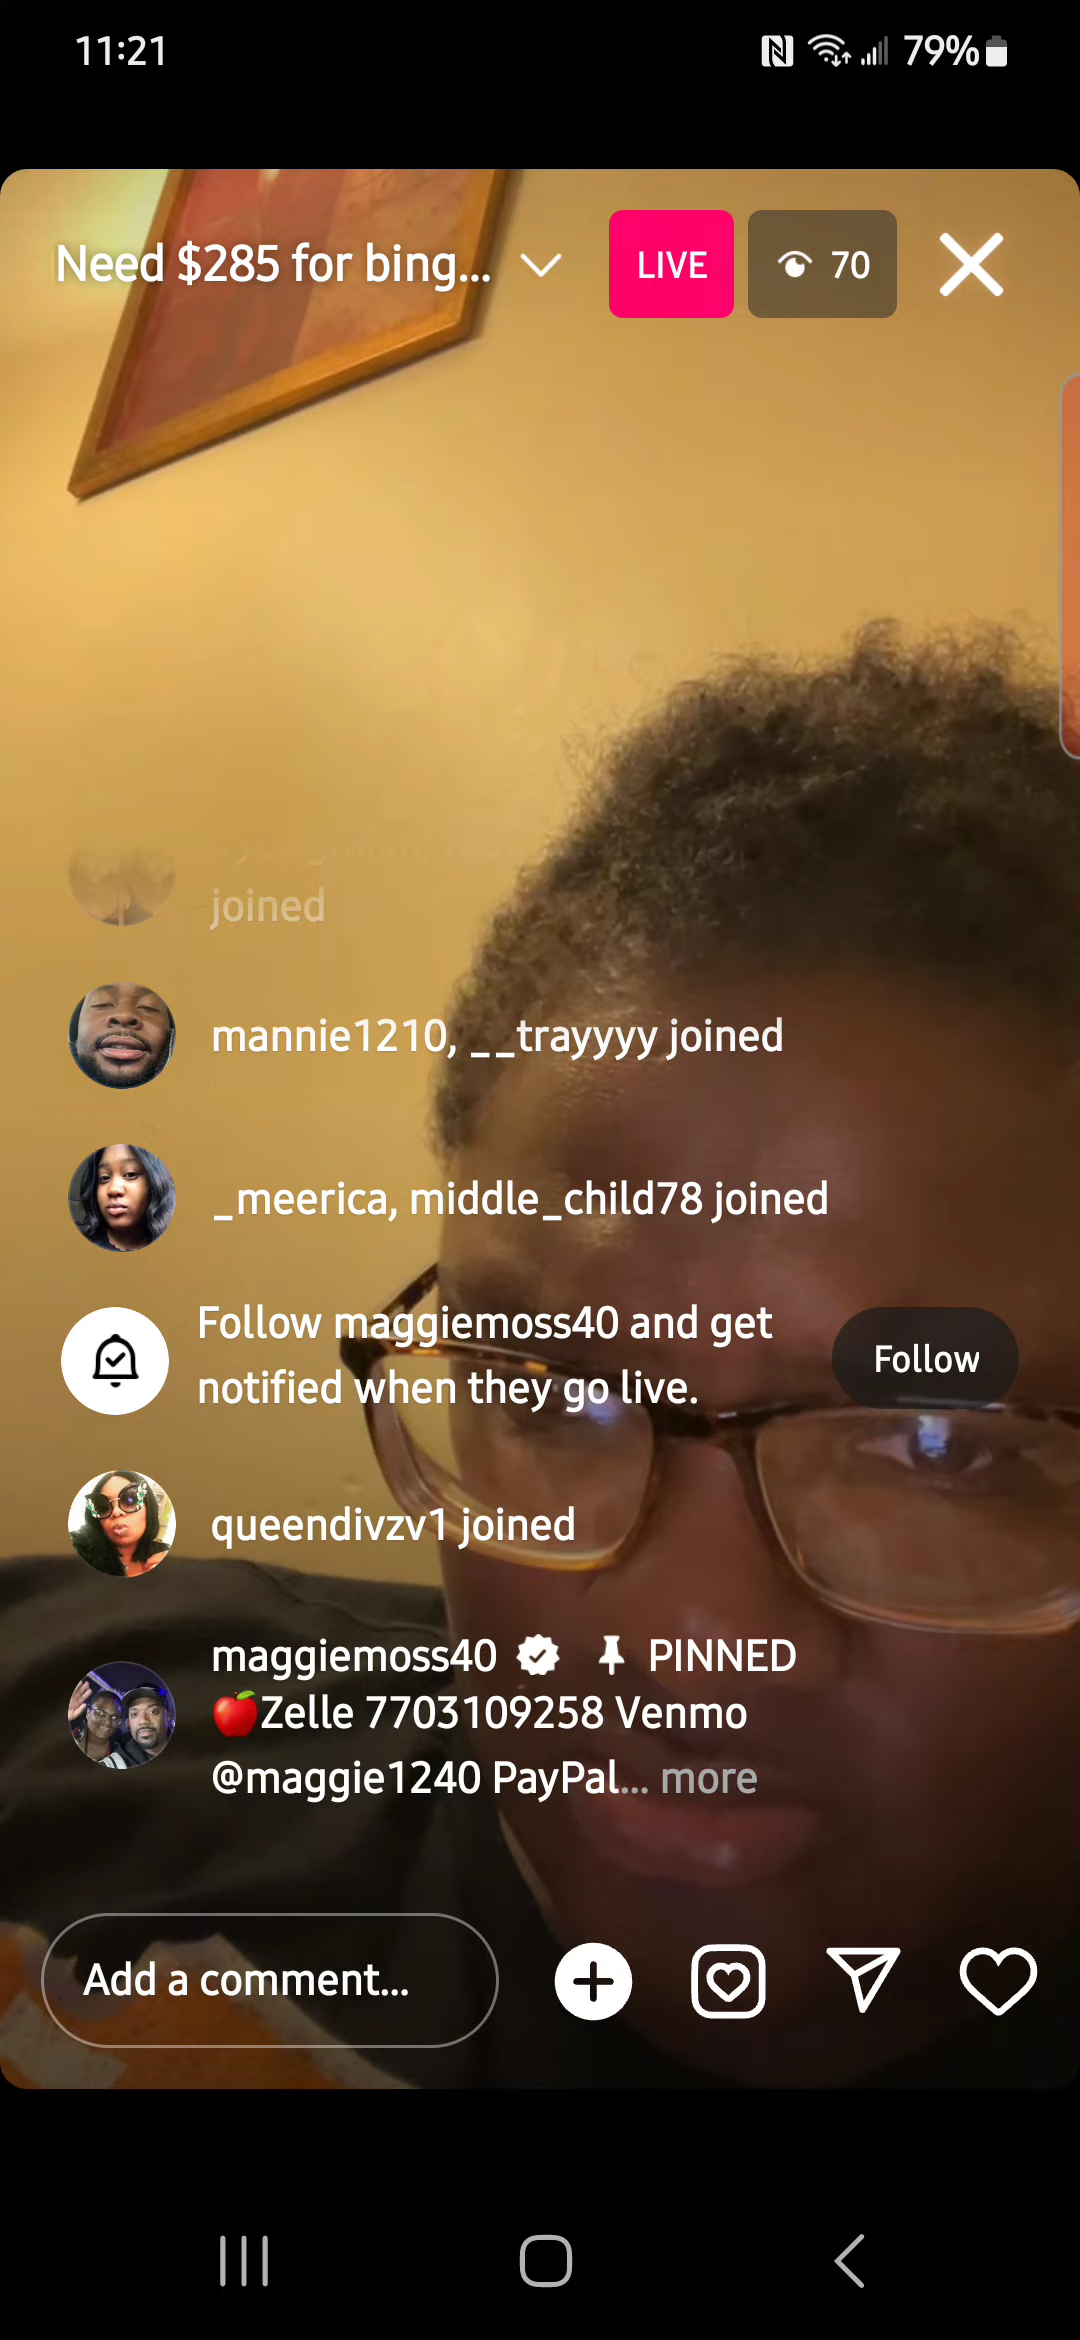 11:21
79%
Need $285 for bing...
LIVE
70
joined
mannie1210, __trayyyy joined
_meerica, middle_child78 joined
Follow maggiemoss40 and get
notified when they go live.
Follow
queendivzv1 joined
maggiemoss40 PINNED
🍎Zelle 7703109258 Venmo
@maggie1240 PayPal... more
Add a comment...